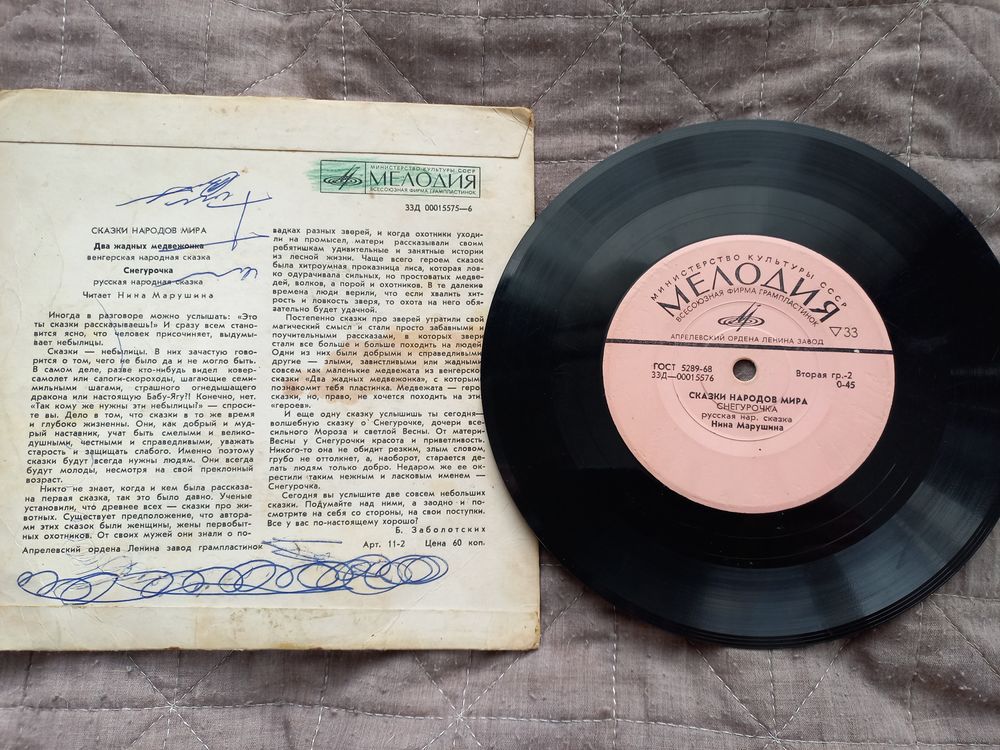 МИНИСТЕРСТВО КУЛЬТУРЫ СССР
МЕЛОДИЯ
ВСЕСОЮЗНАЯ ФИРМА ГРАМПЛАСТИНОК
33Д 00015575—6
СКАЗКИ НАРОДОВ МИРА
Два жадных медвежонка
венгерская народная сказка
Снегурочка
русская народная сказка
Читает Нина Марушина
Иногда в разговоре можно услышать: «Это
ты сказки рассказываешь!» И сразу всем стано-
вится ясно, что человек присочиняет, выдумы-
вает небылицы.
Сказки — небылицы. В них зачастую гово-
рится о том, чего не было да и не могло быть.
В самом деле, разве кто-нибудь видел ковер-
самолет или сапоги-скороходы, шагающие семи-
мильными шагами, страшного огнедышащего
дракона или настоящую Бабу-Ягу?! Конечно, нет.
«Так кому же нужны эти небылицы?» — спроси-
те вы. Дело в том, что сказки в то же время
и глубоко жизненны. Они, как добрый и муд-
рый наставник, учат быть смелыми и велико-
душными, честными и справедливыми, уважать
старость и защищать слабого. Именно поэтому
сказки будут всегда нужны людям. Они всегда
будут молоды, несмотря на свой преклонный
возраст.
Никто не знает, когда и кем была рассказа-
на первая сказка, так это было давно. Ученые
установили, что древнее всех — сказки про жи-
вотных. Существует предположение, что автора-
ми этих сказок были женщины, жены первобыт-
ных охотников. От своих мужей они знали о по-
вадках разных зверей, и когда охотники уходи-
ли на промысел, матери рассказывали своим
ребятишкам удивительные и занятные истории
из лесной жизни. Чаще всего героем сказок
была хитроумная проказница лиса, которая лов-
ко одурачивала сильных, но простоватых медве-
дей, волков, а порой и охотников. В те далекие
времена люди верили, что если хвалить хит-
рость и ловкость зверя, то охота на него обя-
зательно будет удачной.
Постепенно сказки про зверей утратили свой
магический смысл и стали просто забавными и
поучительными рассказами, в которых звери
стали все больше и больше походить на людей.
Одни из них были добрыми и справедливыми,
другие — злыми, завистливыми или жадными,
совсем как маленькие медвежата из венгерской
сказки «Два жадных медвежонка», с которыми
познакомит тебя пластинка. Медвежата — герои
сказки, но, право, не хочется походить на этих
«героев».
И еще одну сказку услышишь ты сегодня—
волшебную сказку о Снегурочке, дочери все-
сильного Мороза и светлой Весны. От матери-
Весны у Снегурочки красота и приветливость.
Никого-то она не обидит резким, злым словом,
грубо не оттолкнет, а, наоборот, старается де-
лать людям только добро. Недаром же ее ок-
рестили таким нежным и ласковым именем —
Снегурочка.
Сегодня вы услышите две совсем небольших
сказки. Подумайте над ними, а заодно и по-
смотрите на себя со стороны, на свои поступки.
Все у вас по-настоящему хорошо?
Б. Заболотских
Апрелевский ордена Ленина завод грампластинок
Арт. 11-2 Цена 60 коп.
МИНИСТЕРСТВО КУЛЬТУРЫ СССР
МЕЛОДИЯ
ВСЕСОЮЗНАЯ ФИРМА ГРАМПЛАСТИНОК
▽33
АПРЕЛЕВСКИЙ ОРДЕНА ЛЕНИНА ЗАВОД
ГОСТ 5289-68
33Д—00015576
Вторая гр.-2
0-45
СКАЗКИ НАРОДОВ МИРА
СНЕГУРОЧКА
русская нар. сказка
Нина Марушина